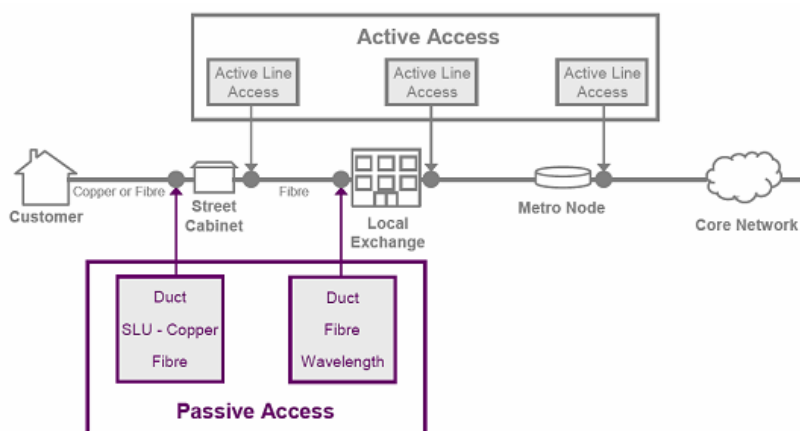 Active Access
Active Line
Access
Active Line
Access
Active Line
Access
Copper or Fibre
Fibre
Customer
Street
Cabinet
Local
Exchange
Metro Node
Core Network
Duct
SLU - Copper
Fibre
Duct
Fibre
Wavelength
Passive Access